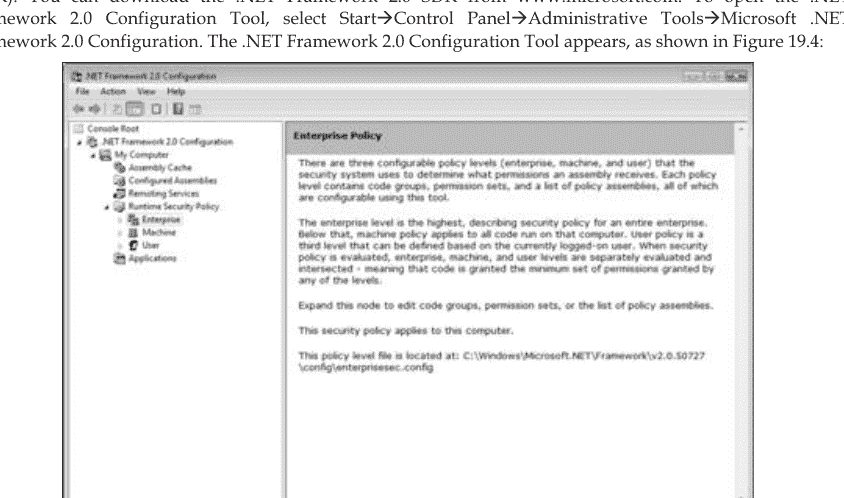 You can download the .NET Framework 2.0 SDK from www.microsoft.com. To open the .NET
mework 2.0 Configuration Tool, select Start→Control Panel→Administrative Tools→Microsoft .NET
nework 2.0 Configuration. The .NET Framework 2.0 Configuration Tool appears, as shown in Figure 19.4:
.NET Framework 2.0 Configuration
File Action View Help
Console Root
.NET Framework 2.0 Configuration
My Computer
Assembly Cache
Configured Assemblies
Remoting Services
Runtime Security Policy
Enterprise
Machine
User
Applications
Enterprise Policy
There are three configurable policy levels (enterprise, machine, and user) that the
security system uses to determine what permissions an assembly receives. Each policy
level contains code groups, permission sets, and a list of policy assemblies, all of which
are configurable using this tool.
The enterprise level is the highest, describing security policy for an entire enterprise.
Below that, machine policy applies to all code run on that computer. User policy is a
third level that can be defined based on the currently logged-on user. When security
policy is evaluated, enterprise, machine, and user levels are separately evaluated and
intersected - meaning that code is granted the minimum set of permissions granted by
any of the levels.
Expand this node to edit code groups, permission sets, or the list of policy assemblies.
This security policy applies to this computer.
This policy level file is located at: C:\Windows\Microsoft.NET\Framework\v2.0.50727
\config\enterprisesec.config